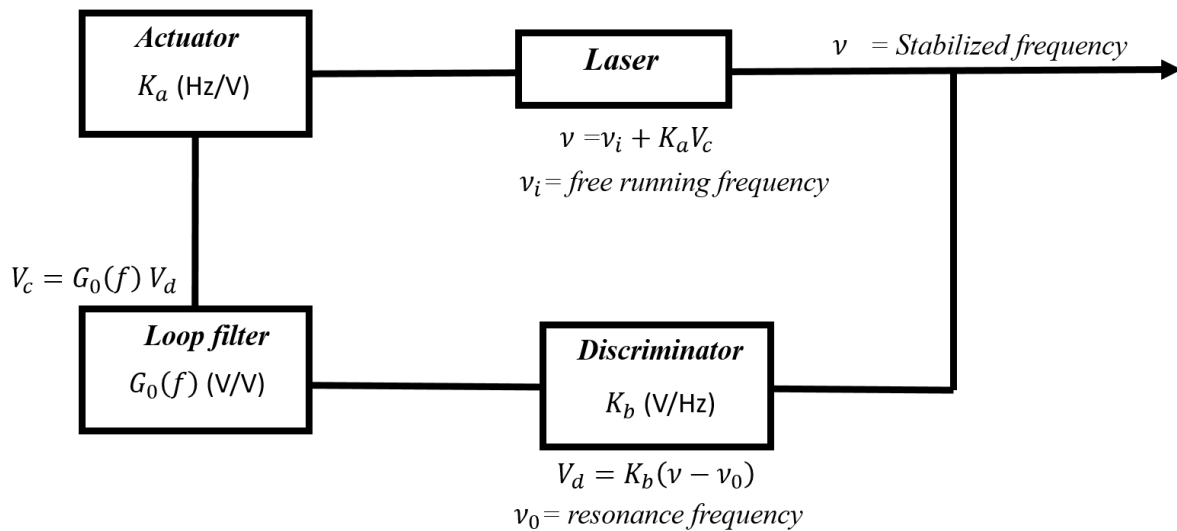 Actuator
K_a (Hz/V)
Laser
ν = Stabilized frequency
ν =ν_i + K_a V_c
ν_i = free running frequency
V_c = G_0(f) V_d
Loop filter
G_0(f) (V/V)
Discriminator
K_b (V/Hz)
V_d = K_b(ν − ν_0)
ν_0= resonance frequency